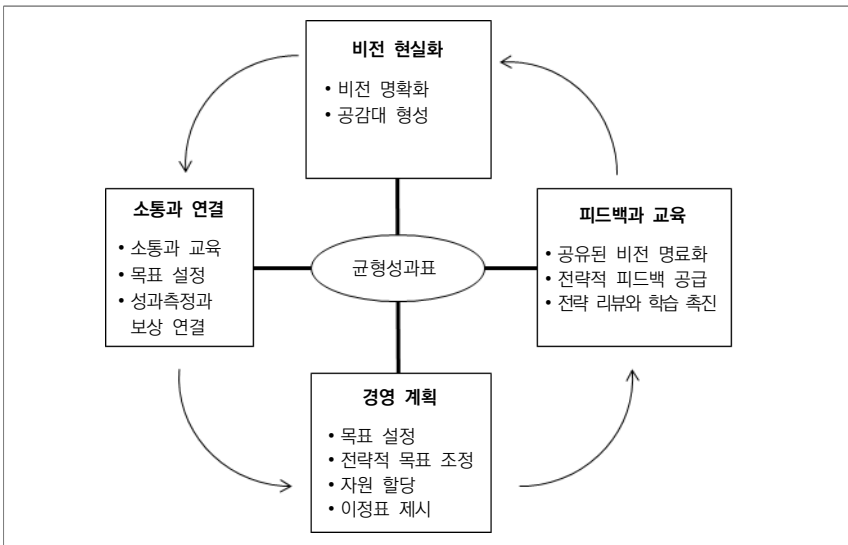 비전 현실화
• 비전 명확화
• 공감대 형성
소통과 연결
• 소통과 교육
• 목표 설정
• 성과측정과
보상 연결
균형성과표
피드백과 교육
• 공유된 비전 명료화
• 전략적 피드백 공급
• 전략 리뷰와 학습 촉진
경영 계획
• 목표 설정
• 전략적 목표 조정
• 자원 할당
• 이정표 제시